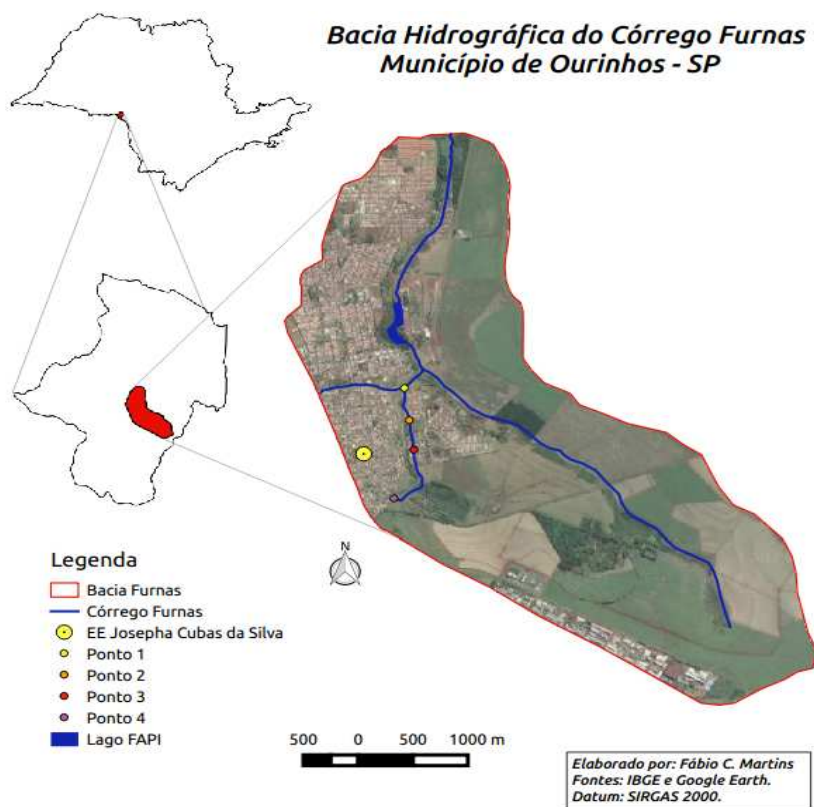 Bacia Hidrográfica do Córrego Furnas
Município de Ourinhos - SP
N
Legenda
Bacia Furnas
Córrego Furnas
EE Josepha Cubas da Silva
Ponto 1
Ponto 2
Ponto 3
Ponto 4
Lago FAPI
500 0 500 1000 m
Elaborado por: Fábio C. Martins
Fontes: IBGE e Google Earth.
Datum: SIRGAS 2000.